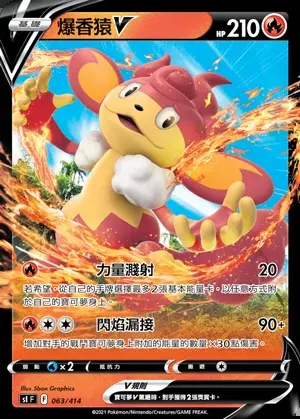 基礎 爆香猿V HP210
力量濺射 20
若希望,從自己的手牌選擇最多2張基本能量卡,以任意方式附
於自己的寶可夢身上。
閃焰漏接 90+
增加對手的戰鬥寶可夢身上附加的能量的數量×30點傷害。
弱點 ×2 抵抗力 撤退
Illus. 5ban Graphics
V規則
寶可夢V氣絕時,對手獲得2張獎賞卡。
s1 F F 063/414
©2021 Pokémon/Nintendo/Creatures/GAME FREAK.